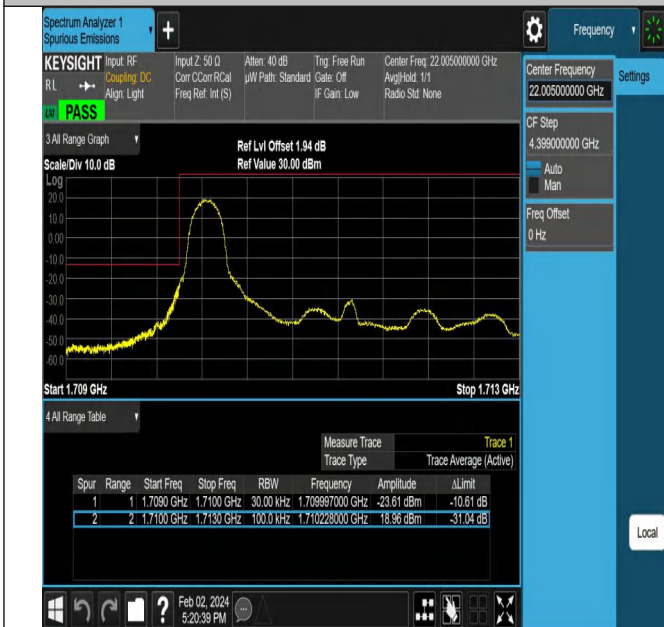 Spectrum Analyzer 1
Spurious Emissions
Frequency
KEYSIGHT Input: RF Input Z: 50 Ω Atten: 40 dB Trig: Free Run Center Freq: 22.005000000 GHz
RL Coupling: DC Corr CCorr RCal µW Path: Standard Gate: Off Avg|Hold: 1/1
Align: Light Freq Ref: Int (S) IF Gain: Low Radio Std: None
PASS
Center Frequency
22.005000000 GHz
Settings
CF Step
4.399000000 GHz
Auto
Man
Freq Offset
0 Hz
3 All Range Graph
Ref Lvl Offset 1.94 dB
Scale/Div 10.0 dB Ref Value 30.00 dBm
Log
20.0
10.0
0.00
-10.0
-20.0
-30.0
-40.0
-50.0
-60.0
Start 1.709 GHz Stop 1.713 GHz
4 All Range Table
Measure Trace Trace 1
Trace Type Trace Average (Active)
Spur Range Start Freq Stop Freq RBW Frequency Amplitude ΔLimit
1 1 1.7090 GHz 1.7100 GHz 30.00 kHz 1.709997000 GHz -23.61 dBm -10.61 dB
2 2 1.7100 GHz 1.7130 GHz 100.0 kHz 1.710228000 GHz 18.96 dBm -31.04 dB
Local
?
Feb 02, 2024
5:20:39 PM